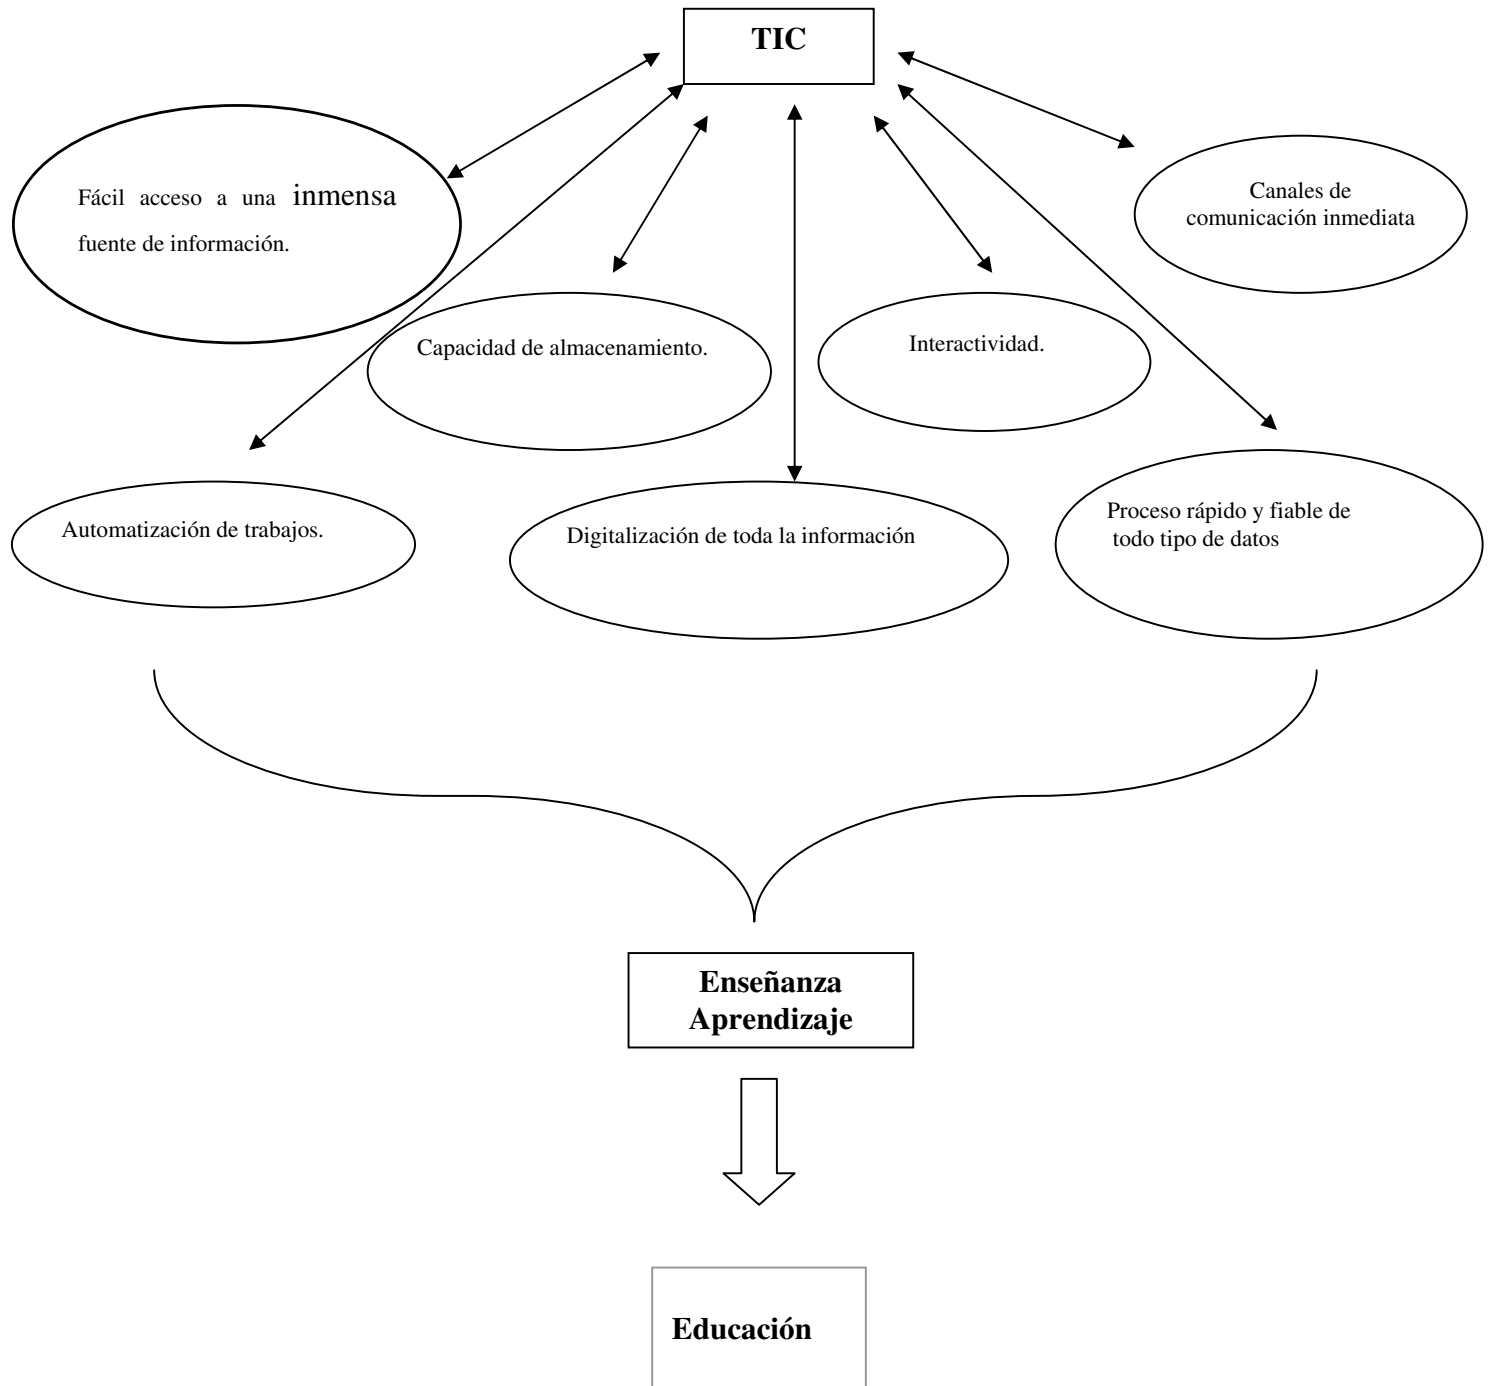 TIC
Fácil acceso a una inmensa
fuente de información.
Canales de
comunicación inmediata
Capacidad de almacenamiento.
Interactividad.
Automatización de trabajos.
Digitalización de toda la información
Proceso rápido y fiable de
todo tipo de datos
Enseñanza
Aprendizaje
Educación